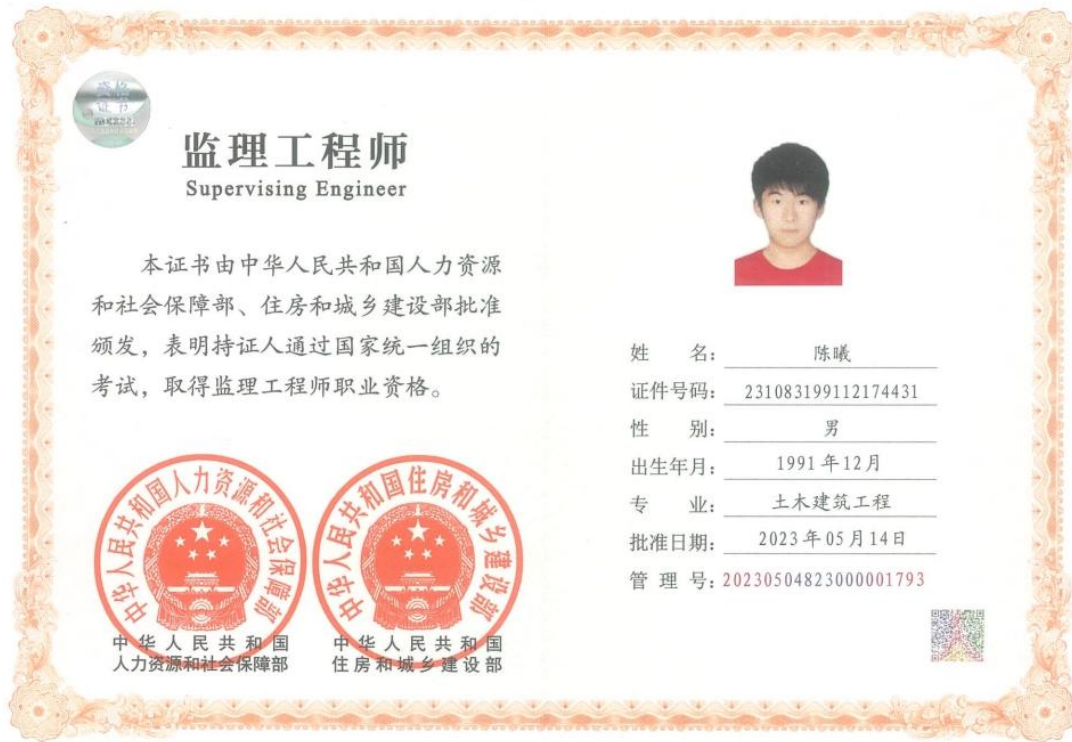 资格
证书
监理工程师
Supervising Engineer
本证书由中华人民共和国人力资源
和社会保障部、住房和城乡建设部批准
颁发，表明持证人通过国家统一组织的
考试，取得监理工程师职业资格。
中华人民共和国人力资源和社会保障部
中华人民共和国住房和城乡建设部
中华人民共和国
人力资源和社会保障部
中华人民共和国
住房和城乡建设部
姓 名： 陈曦
证件号码： 231083199112174431
性 别： 男
出生年月： 1991年12月
专 业： 土木建筑工程
批准日期： 2023年05月14日
管 理 号：20230504823000001793